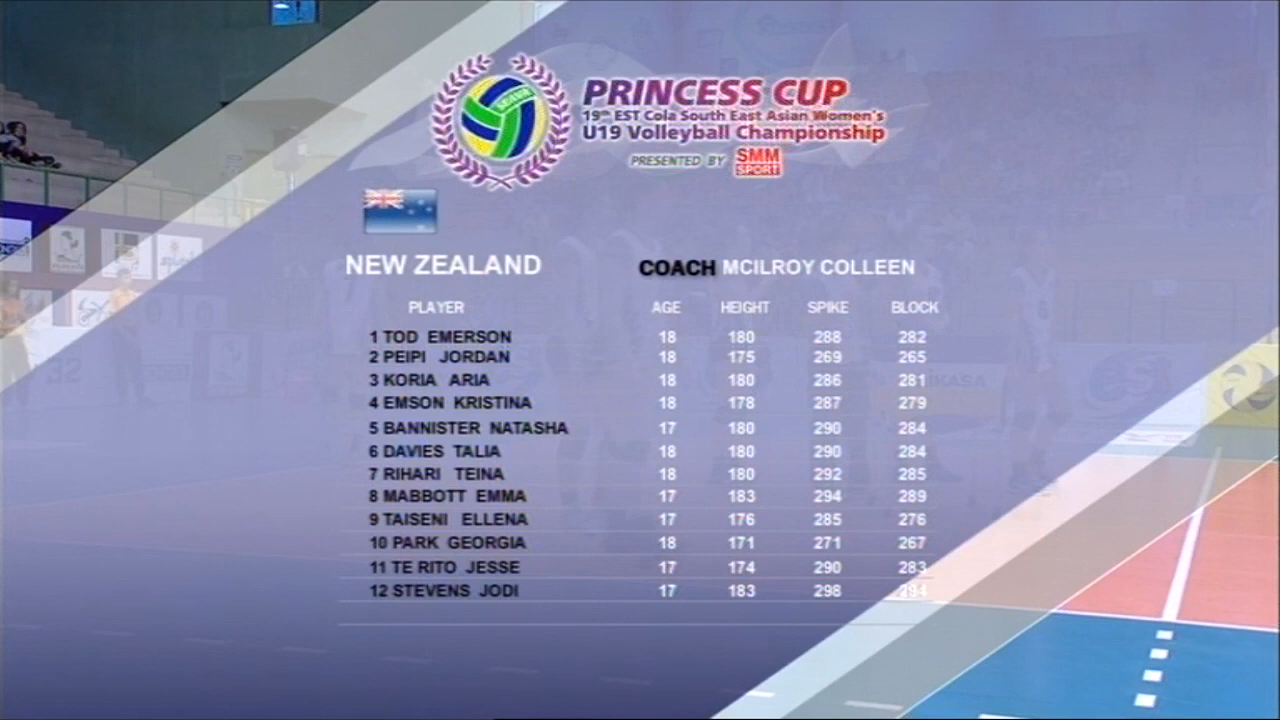 SEAVA
PRINCESS CUP
19th EST Cola South East Asian Women's
U19 Volleyball Championship
PRESENTED BY SMM SPORT
NEW ZEALAND COACH MCILROY COLLEEN
PLAYER AGE HEIGHT SPIKE BLOCK
1 TOD EMERSON 18 180 288 282
2 PEIPI JORDAN 18 175 269 265
3 KORIA ARIA 18 180 286 281
4 EMSON KRISTINA 18 178 287 279
5 BANNISTER NATASHA 17 180 290 284
6 DAVIES TALIA 18 180 290 284
7 RIHARI TEINA 18 180 292 285
8 MABBOTT EMMA 17 183 294 289
9 TAISENI ELLENA 17 176 285 276
10 PARK GEORGIA 18 171 271 267
11 TE RITO JESSE 17 174 290 283
12 STEVENS JODI 17 183 298 294
32
MIKASA